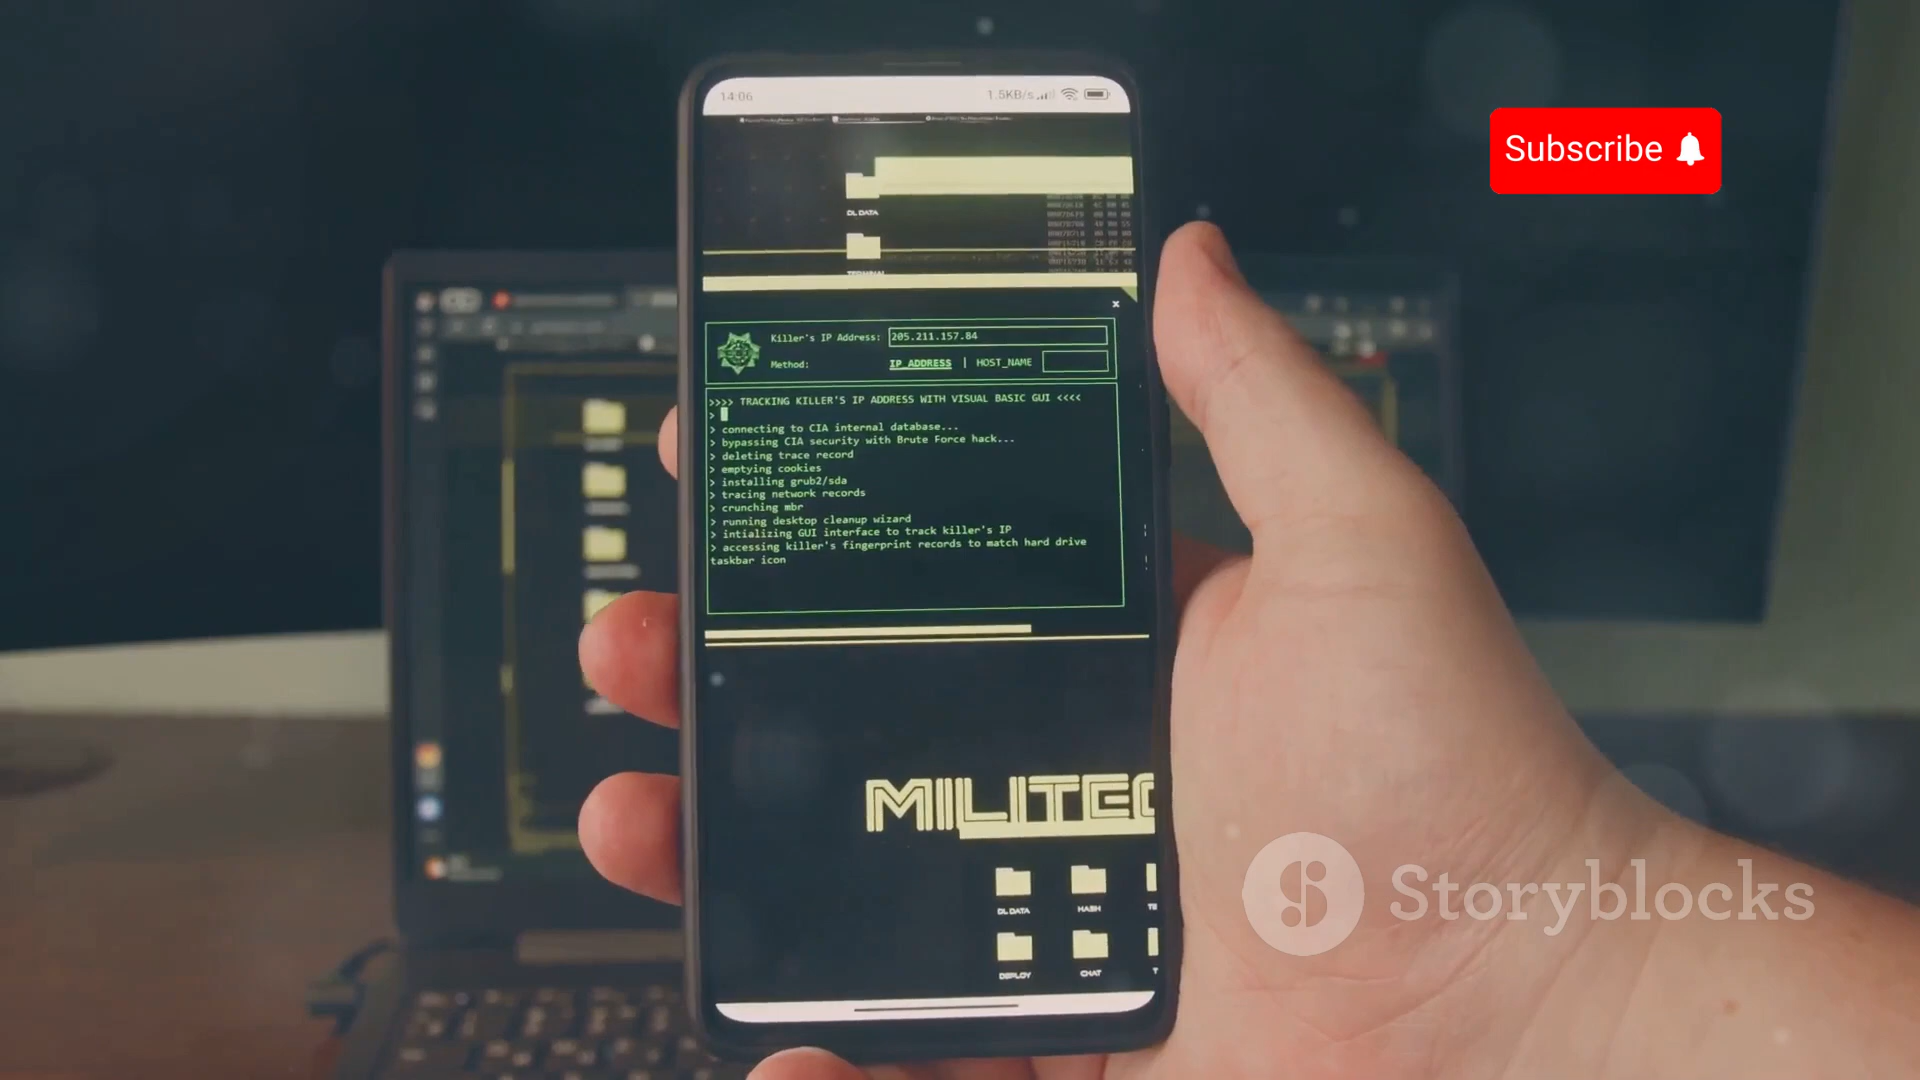 14:06
1.5KB/s
Subscribe
DL DATA
TERMINAL
×
Killer's IP Address: 205.211.157.84
Method: IP_ADDRESS | HOST_NAME
>>>> TRACKING KILLER'S IP ADDRESS WITH VISUAL BASIC GUI <<<<
>
> connecting to CIA internal database...
> bypassing CIA security with Brute Force hack...
> deleting trace record
> emptying cookies
> installing grub2/sda
> tracing network records
> crunching mbr
> running desktop cleanup wizard
> intializing GUI interface to track killer's IP
> accessing killer's fingerprint records to match hard drive
taskbar icon
MILITEC
DL DATA HASH TE
DEPLOY CHAT T
Storyblocks